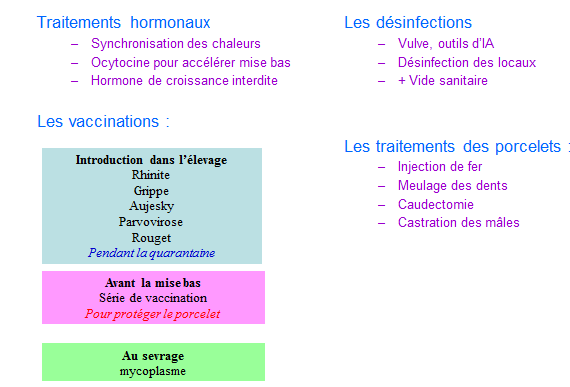 Traitements hormonaux
– Synchronisation des chaleurs
– Ocytocine pour accélérer mise bas
– Hormone de croissance interdite
Les vaccinations :
Introduction dans l'élevage
Rhinite
Grippe
Aujesky
Parvovirose
Rouget
Pendant la quarantaine
Avant la mise bas
Série de vaccination
Pour protéger le porcelet
Au sevrage
mycoplasme
Les désinfections
– Vulve, outils d'IA
– Désinfection des locaux
– + Vide sanitaire
Les traitements des porcelets :
– Injection de fer
– Meulage des dents
– Caudectomie
– Castration des mâles